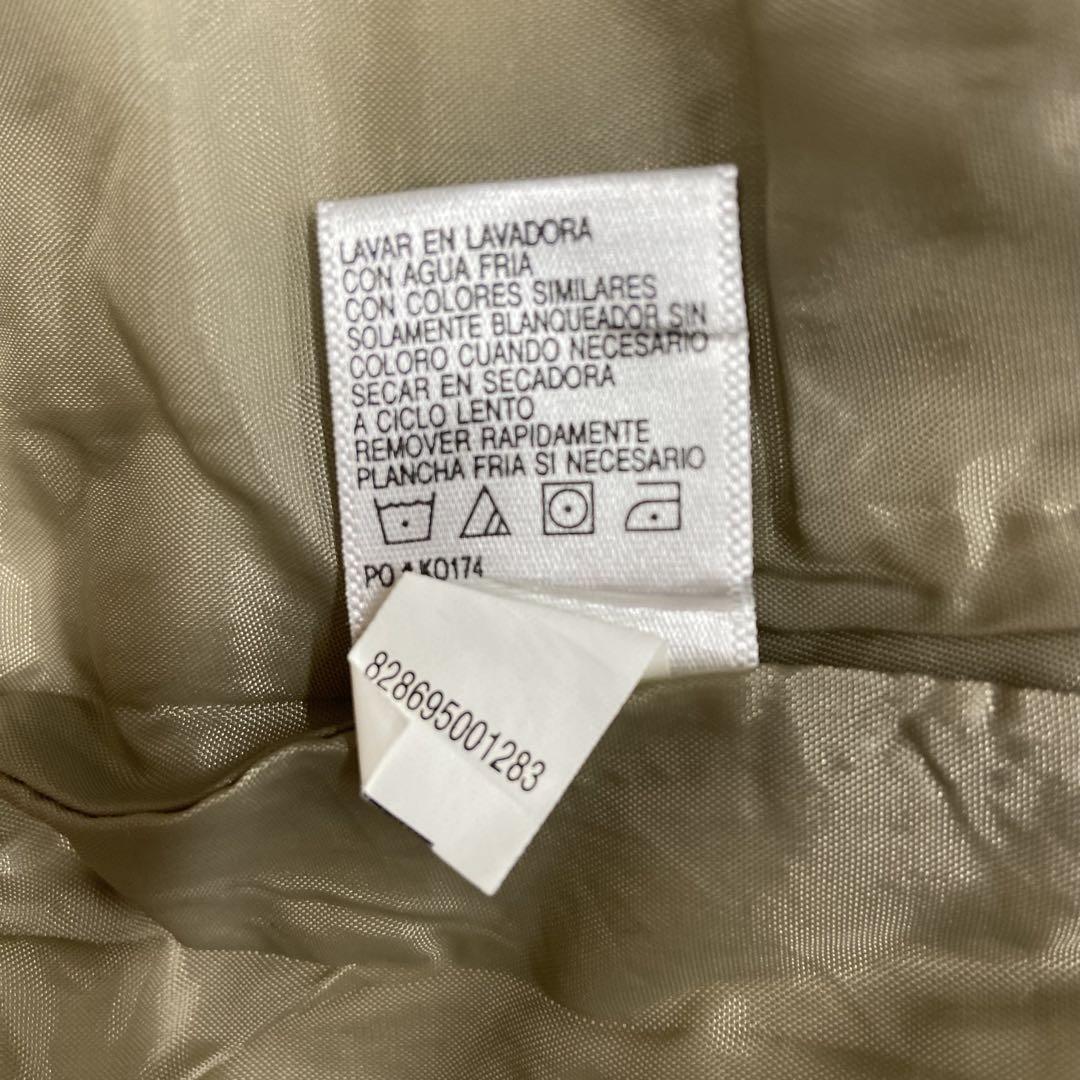 LAVAR EN LAVADORA
CON AGUA FRIA
CON COLORES SIMILARES
SOLAMENTE BLANQUEADOR SIN
COLORO CUANDO NECESARIO
SECAR EN SECADORA
A CICLO LENTO
REMOVER RAPIDAMENTE
PLANCHA FRIA SI NECESARIO
PO KO174
828695001283